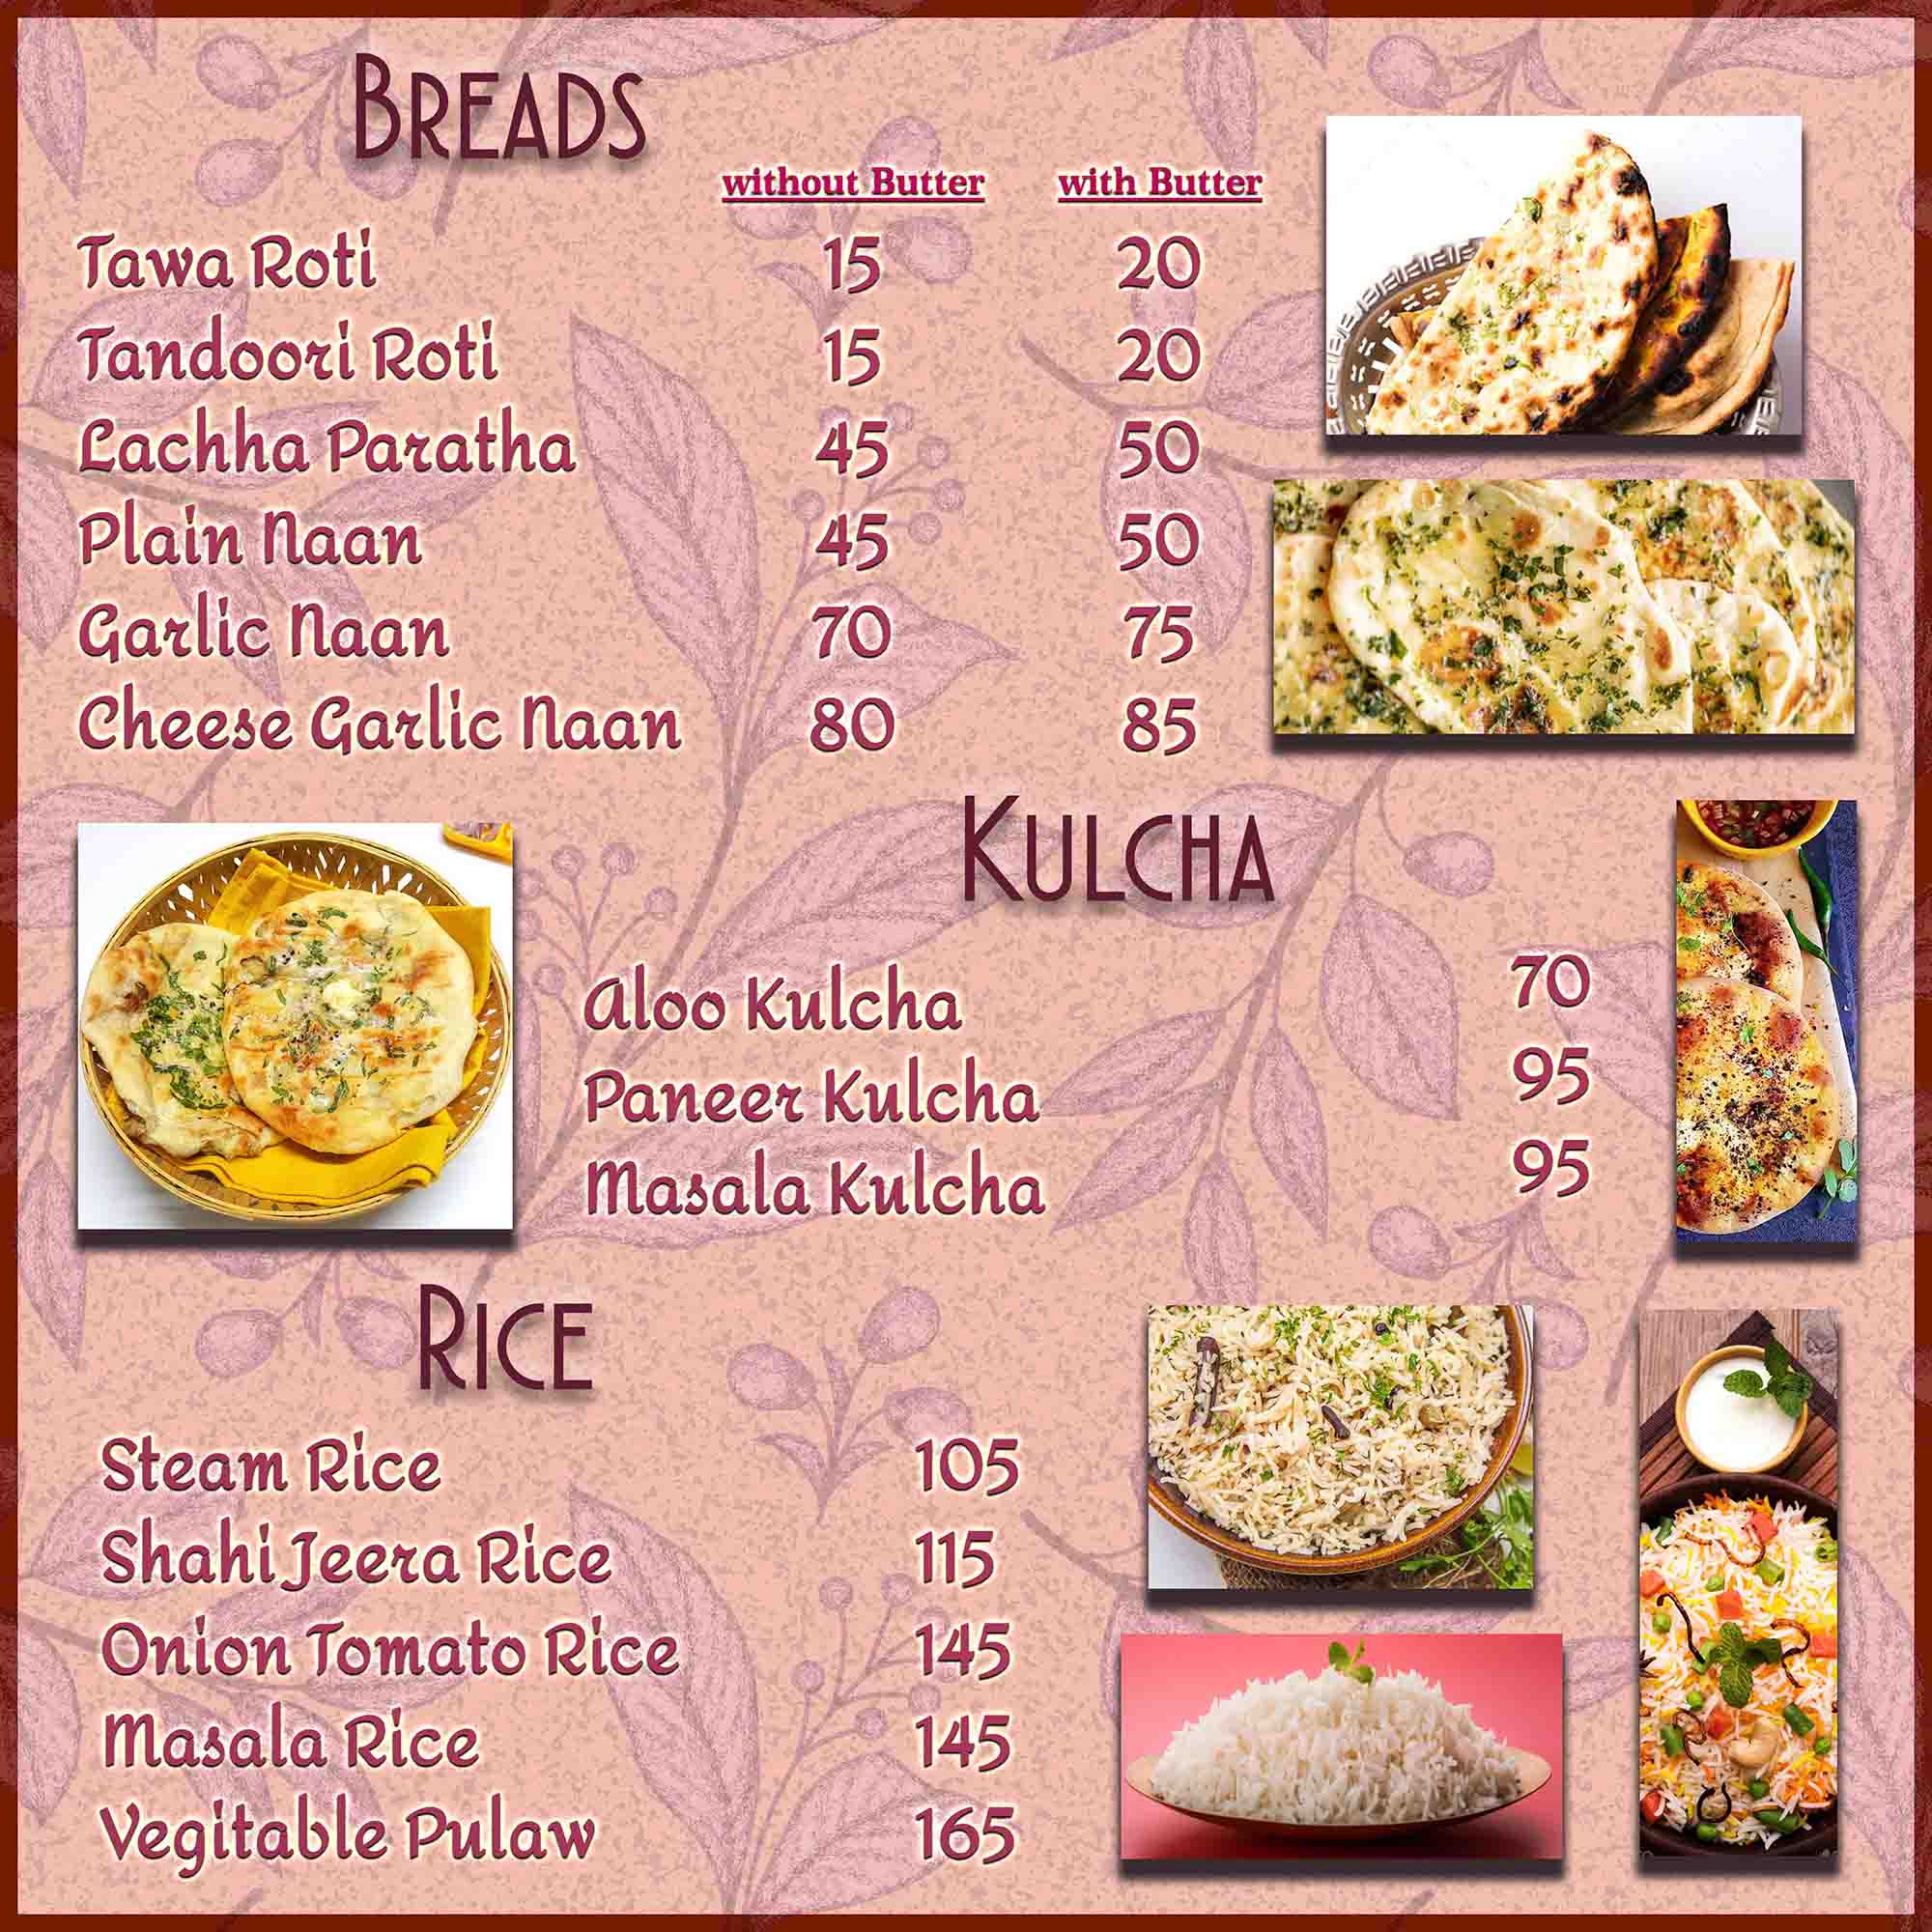 BREADS
without Butter with Butter
Tawa Roti 15 20
Tandoori Roti 15 20
Lachha Paratha 45 50
Plain Naan 45 50
Garlic Naan 70 75
Cheese Garlic Naan 80 85
KULCHA
Aloo Kulcha 70
Paneer Kulcha 95
Masala Kulcha 95
RICE
Steam Rice 105
Shahi Jeera Rice 115
Onion Tomato Rice 145
Masala Rice 145
Vegitable Pulaw 165